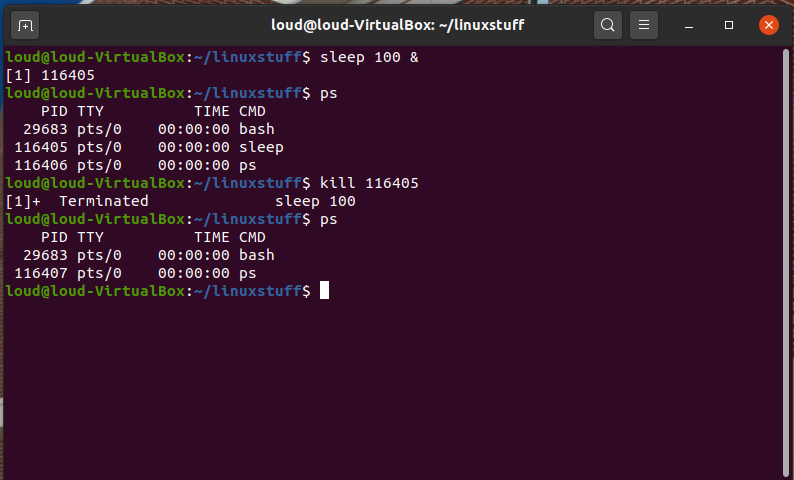 loud@loud-VirtualBox: ~/linuxstuff
loud@loud-VirtualBox:~/linuxstuff$ sleep 100 &
[1] 116405
loud@loud-VirtualBox:~/linuxstuff$ ps
    PID TTY          TIME CMD
  29683 pts/0    00:00:00 bash
 116405 pts/0    00:00:00 sleep
 116406 pts/0    00:00:00 ps
loud@loud-VirtualBox:~/linuxstuff$ kill 116405
[1]+  Terminated              sleep 100
loud@loud-VirtualBox:~/linuxstuff$ ps
    PID TTY          TIME CMD
  29683 pts/0    00:00:00 bash
 116407 pts/0    00:00:00 ps
loud@loud-VirtualBox:~/linuxstuff$